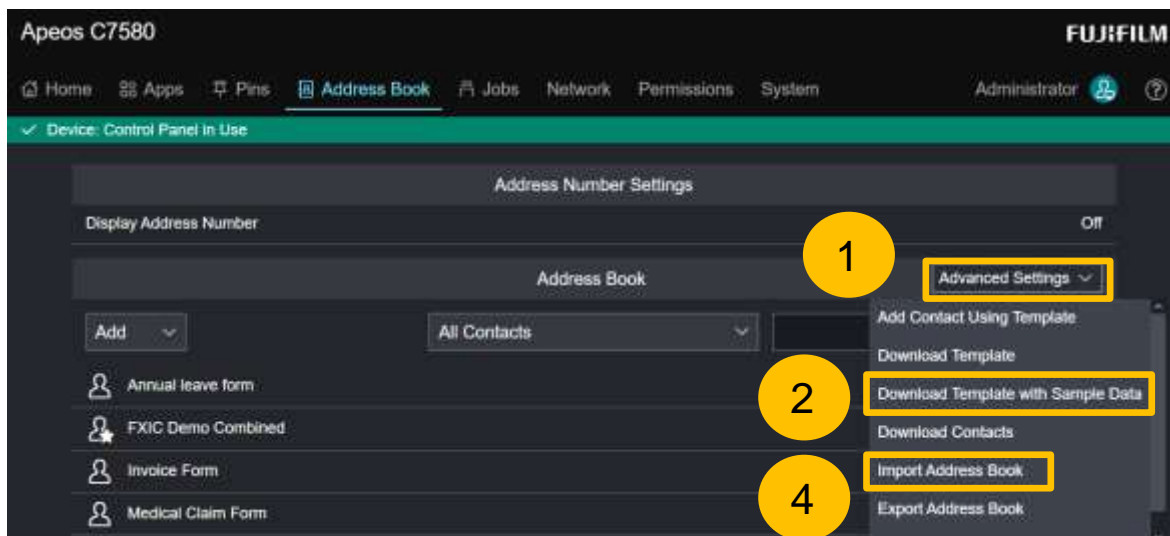 Apeos C7580 FUJIFILM
Home Apps Pins Address Book Jobs Network Permissions System Administrator
Device: Control Panel in Use
Address Number Settings
Display Address Number Off
1
Address Book Advanced Settings
Add All Contacts Add Contact Using Template
Download Template
Annual leave form 2 Download Template with Sample Data
FXIC Demo Combined Download Contacts
Invoice Form Import Address Book
Medical Claim Form 4 Export Address Book